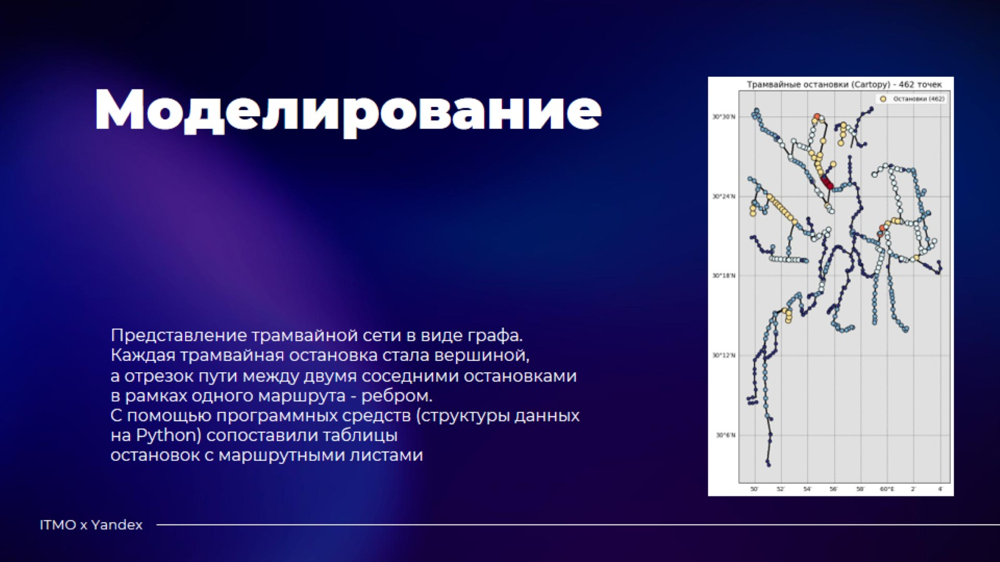 Моделирование
Представление трамвайной сети в виде графа.
Каждая трамвайная остановка стала вершиной,
а отрезок пути между двумя соседними остановками
в рамках одного маршрута - ребром.
С помощью программных средств (структуры данных
на Python) сопоставили таблицы
остановок с маршрутными листами
Трамвайные остановки (Cartopy) - 462 точек
Остановки (462)
30°30'N
30°24'N
30°18'N
30°12'N
30°6'N
50' 52' 54' 56' 58' 60°E 2' 4'
ITMO x Yandex